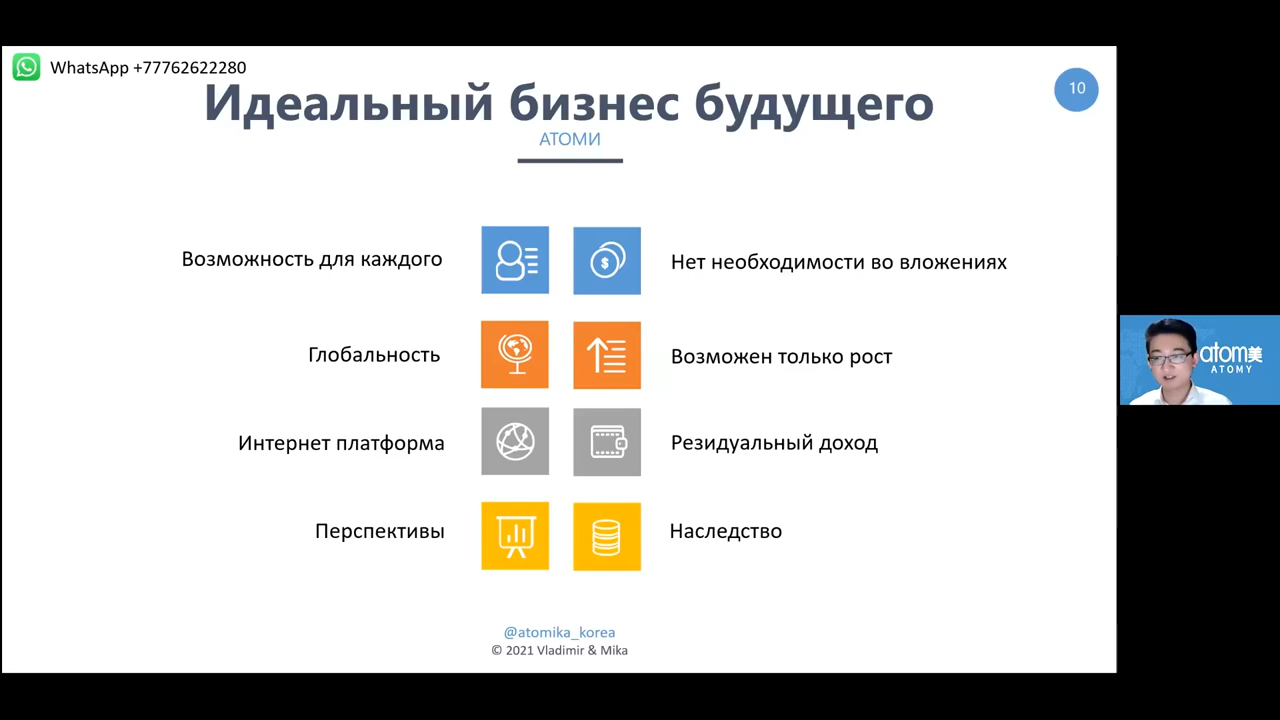 WhatsApp +77762622280
Идеальный бизнес будущего
10
АТОМИ
Возможность для каждого
Нет необходимости во вложениях
Глобальность
Возможен только рост
Интернет платформа
Резидуальный доход
Перспективы
Наследство
@atomika_korea
© 2021 Vladimir & Mika
atom美
ATOMY
$